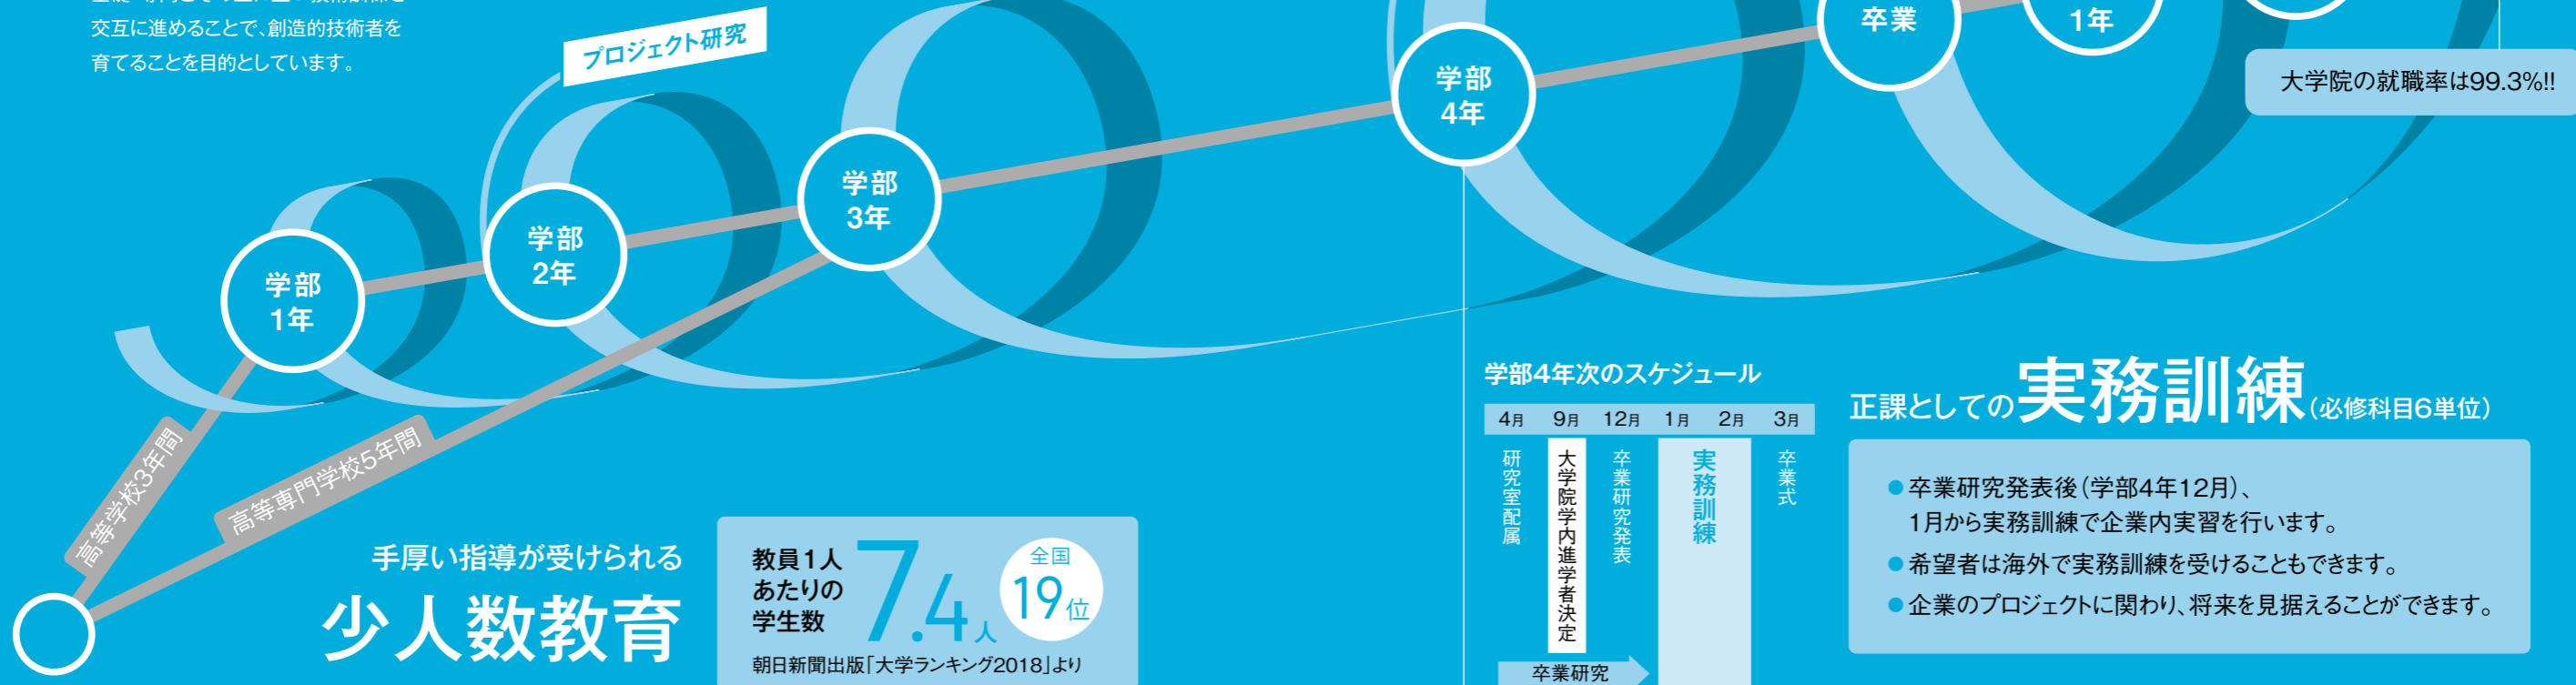 交互に進めることで、創造的技術者を
育てることを目的としています。
プロジェクト研究
学部
1年
学部
2年
学部
3年
学部
4年
卒業
1年
大学院の就職率は99.3%!!
高等学校3年間
高等専門学校5年間
手厚い指導が受けられる
少人数教育
教員1人
あたりの
学生数
7.4人
全国
19位
朝日新聞出版「大学ランキング2018」より
学部4年次のスケジュール
4月 9月 12月 1月 2月 3月
研究室配属
大学院学内進学者決定
卒業研究発表
実務訓練
卒業式
卒業研究
正課としての実務訓練(必修科目6単位)
●卒業研究発表後(学部4年12月)、
1月から実務訓練で企業内実習を行います。
●希望者は海外で実務訓練を受けることもできます。
●企業のプロジェクトに関わり、将来を見据えることができます。